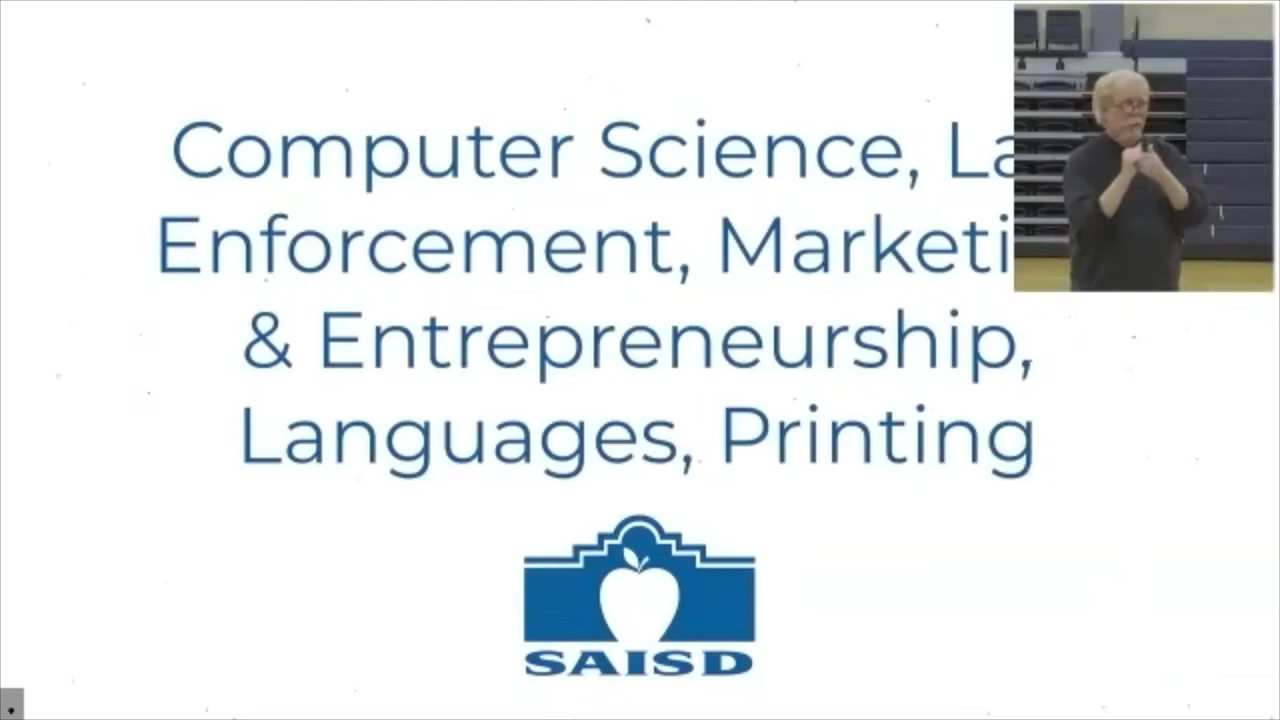 Computer Science, La
Enforcement, Marketi
& Entrepreneurship,
Languages, Printing
SAISD